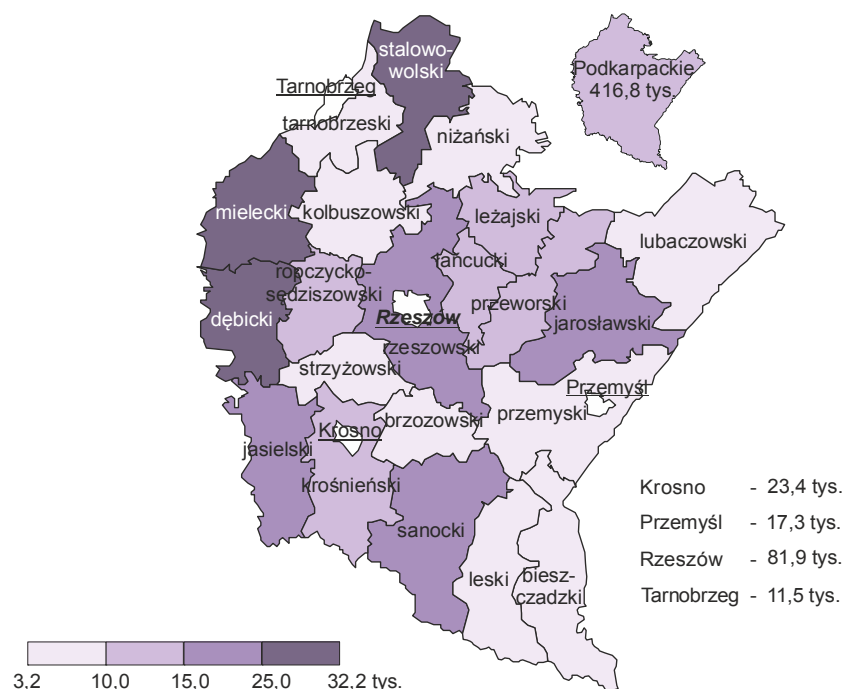 stalowo-
wolski
Podkarpackie
416,8 tys.
Tarnobrzeg
tarnobrzeski
niżański
mielecki
kolbuszowski
leżajski
lubaczowski
łańcucki
ropczycko-
sędziszowski
przeworski
dębicki
Rzeszów
jarosławski
rzeszowski
strzyżowski
Przemyśl
przemyski
brzozowski
Krosno
jasielski
krośnieński
sanocki
leski
biesz-
czadzki
Krosno - 23,4 tys.
Przemyśl - 17,3 tys.
Rzeszów - 81,9 tys.
Tarnobrzeg - 11,5 tys.
3,2 10,0 15,0 25,0 32,2 tys.